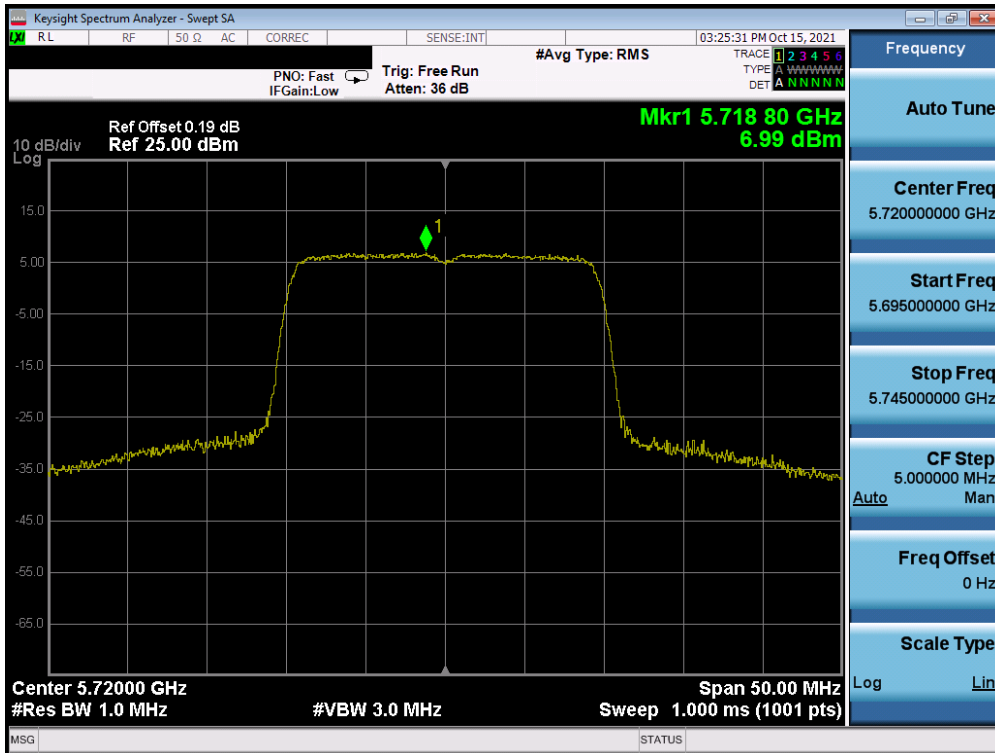 Keysight Spectrum Analyzer - Swept SA
LXI RL RF 50 Ω AC CORREC SENSE:INT 03:25:31 PM Oct 15, 2021
#Avg Type: RMS TRACE 1 2 3 4 5 6
PNO: Fast Trig: Free Run TYPE A WWWWW
IFGain:Low Atten: 36 dB DET A N N N N N
Mkr1 5.718 80 GHz
6.99 dBm
Ref Offset 0.19 dB
10 dB/div Ref 25.00 dBm
Log
1
15.0
5.00
-5.00
-15.0
-25.0
-35.0
-45.0
-55.0
-65.0
Center 5.72000 GHz Span 50.00 MHz
#Res BW 1.0 MHz #VBW 3.0 MHz Sweep 1.000 ms (1001 pts)
MSG STATUS
Frequency
Auto Tune
Center Freq
5.720000000 GHz
Start Freq
5.695000000 GHz
Stop Freq
5.745000000 GHz
CF Step
5.000000 MHz
Auto Man
Freq Offset
0 Hz
Scale Type
Log Lin